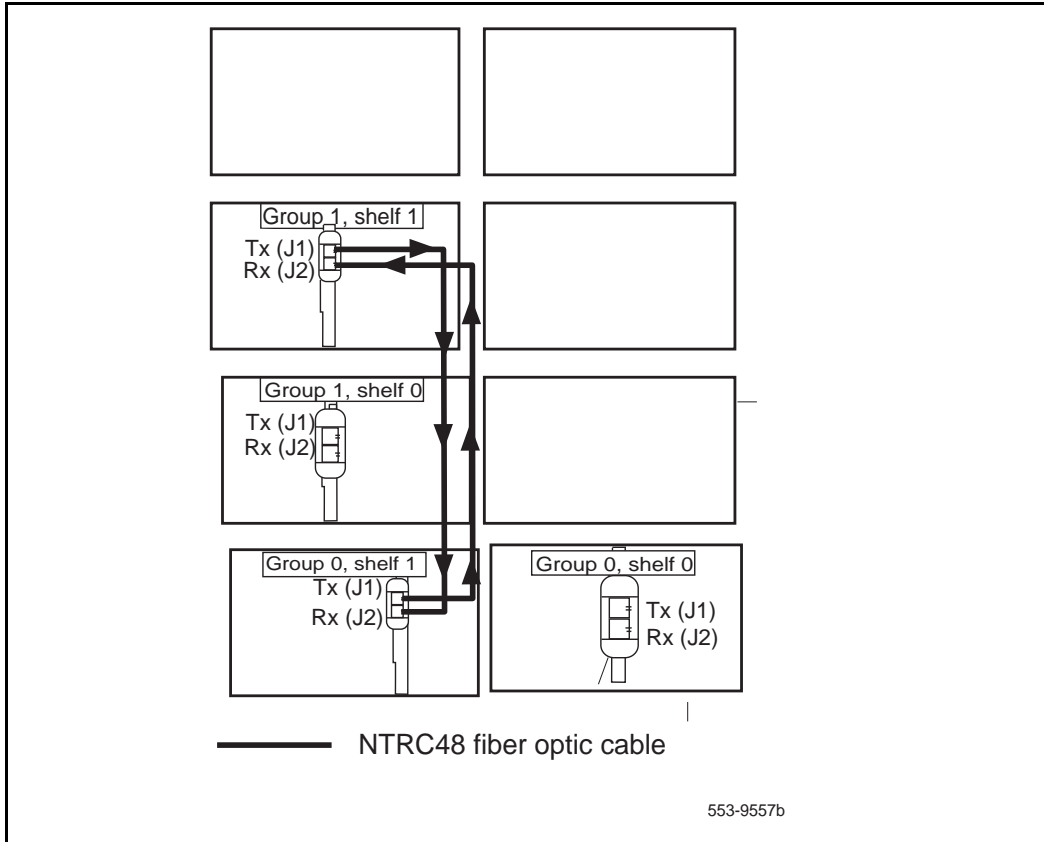 Group 1, shelf 1
Tx (J1)
Rx (J2)
Group 1, shelf 0
Tx (J1)
Rx (J2)
Group 0, shelf 1
Tx (J1)
Rx (J2)
Group 0, shelf 0
Tx (J1)
Rx (J2)
NTRC48 fiber optic cable
553-9557b